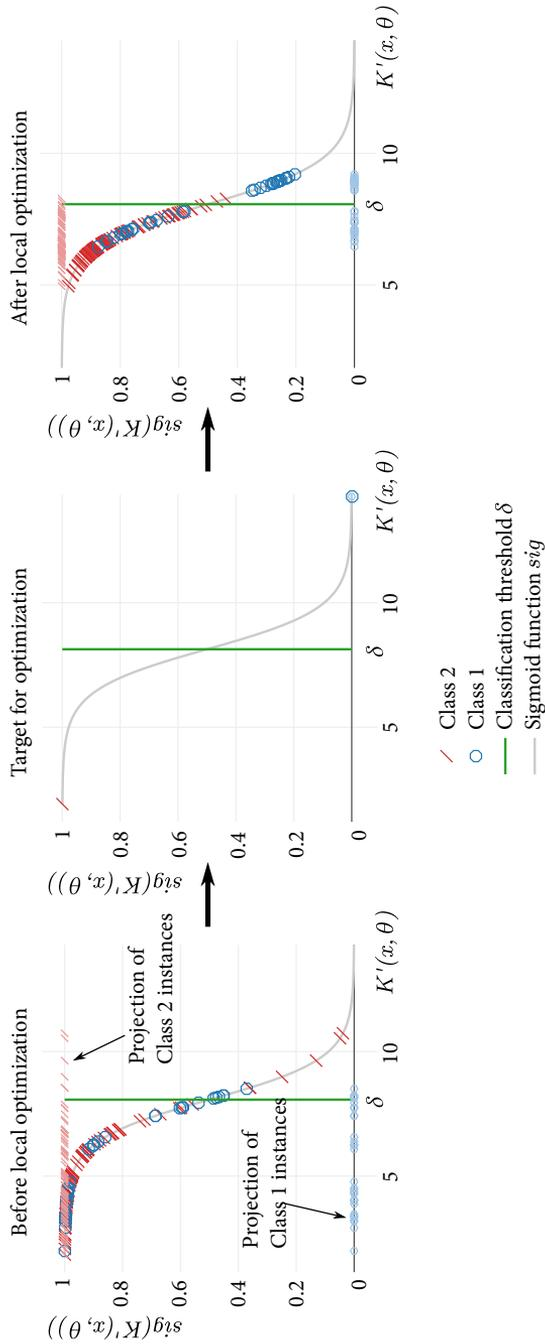 Before local optimization
sig(K'(x, θ))
1
0.8
0.6
0.4
0.2
0
5
δ
10
K'(x, θ)
Projection of
Class 2 instances
Projection of
Class 1 instances
Target for optimization
sig(K'(x, θ))
1
0.8
0.6
0.4
0.2
0
5
δ
10
K'(x, θ)
After local optimization
sig(K'(x, θ))
1
0.8
0.6
0.4
0.2
0
5
δ
10
K'(x, θ)
Class 2
Class 1
Classification threshold δ
Sigmoid function sig